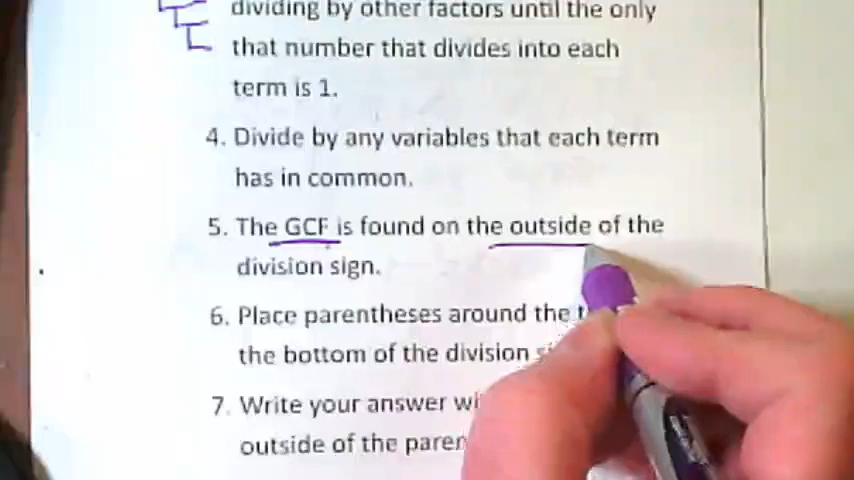 dividing by other factors until the only
that number that divides into each
term is 1.
4. Divide by any variables that each term
has in common.
5. The GCF is found on the outside of the
division sign.
6. Place parentheses around the
the bottom of the division
7. Write your answer
outside of the